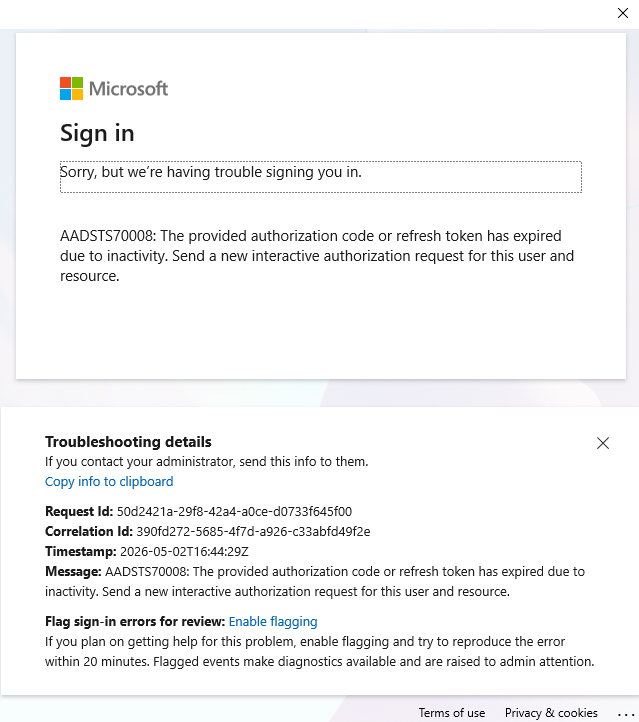 Microsoft
Sign in
Sorry, but we’re having trouble signing you in.
AADSTS70008: The provided authorization code or refresh token has expired
due to inactivity. Send a new interactive authorization request for this user and
resource.
Troubleshooting details
If you contact your administrator, send this info to them.
Copy info to clipboard
Request Id: 50d2421a-29f8-42a4-a0ce-d0733f645f00
Correlation Id: 390fd272-5685-4f7d-a926-c33abfd49f2e
Timestamp: 2026-05-02T16:44:29Z
Message: AADSTS70008: The provided authorization code or refresh token has expired due to
inactivity. Send a new interactive authorization request for this user and resource.
Flag sign-in errors for review: Enable flagging
If you plan on getting help for this problem, enable flagging and try to reproduce the error
within 20 minutes. Flagged events make diagnostics available and are raised to admin attention.
Terms of use Privacy & cookies ...